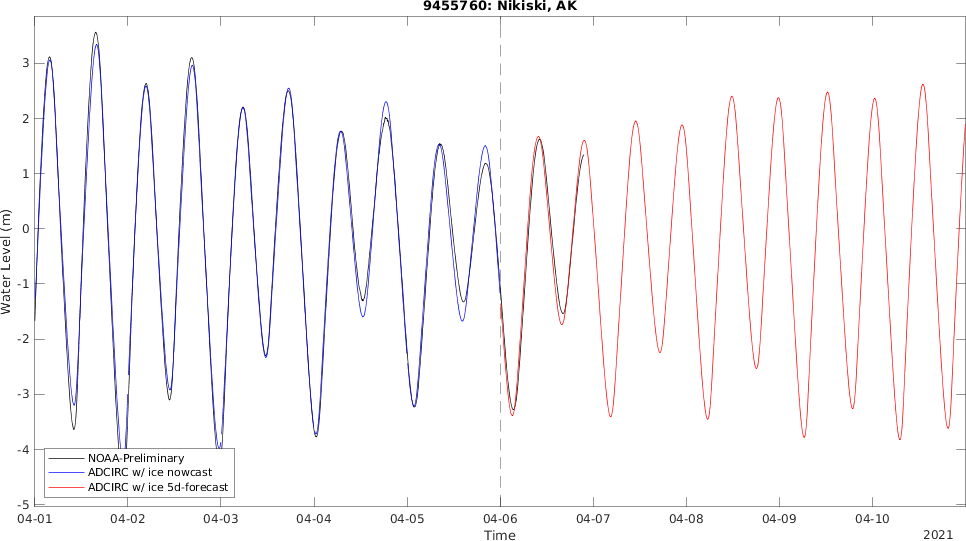 9455760: Nikiski, AK
Water Level (m)
3
2
1
0
-1
-2
-3
-4
-5
NOAA-Preliminary
ADCIRC w/ ice nowcast
ADCIRC w/ ice 5d-forecast
04-01 04-02 04-03 04-04 04-05 04-06 04-07 04-08 04-09 04-10
Time
2021